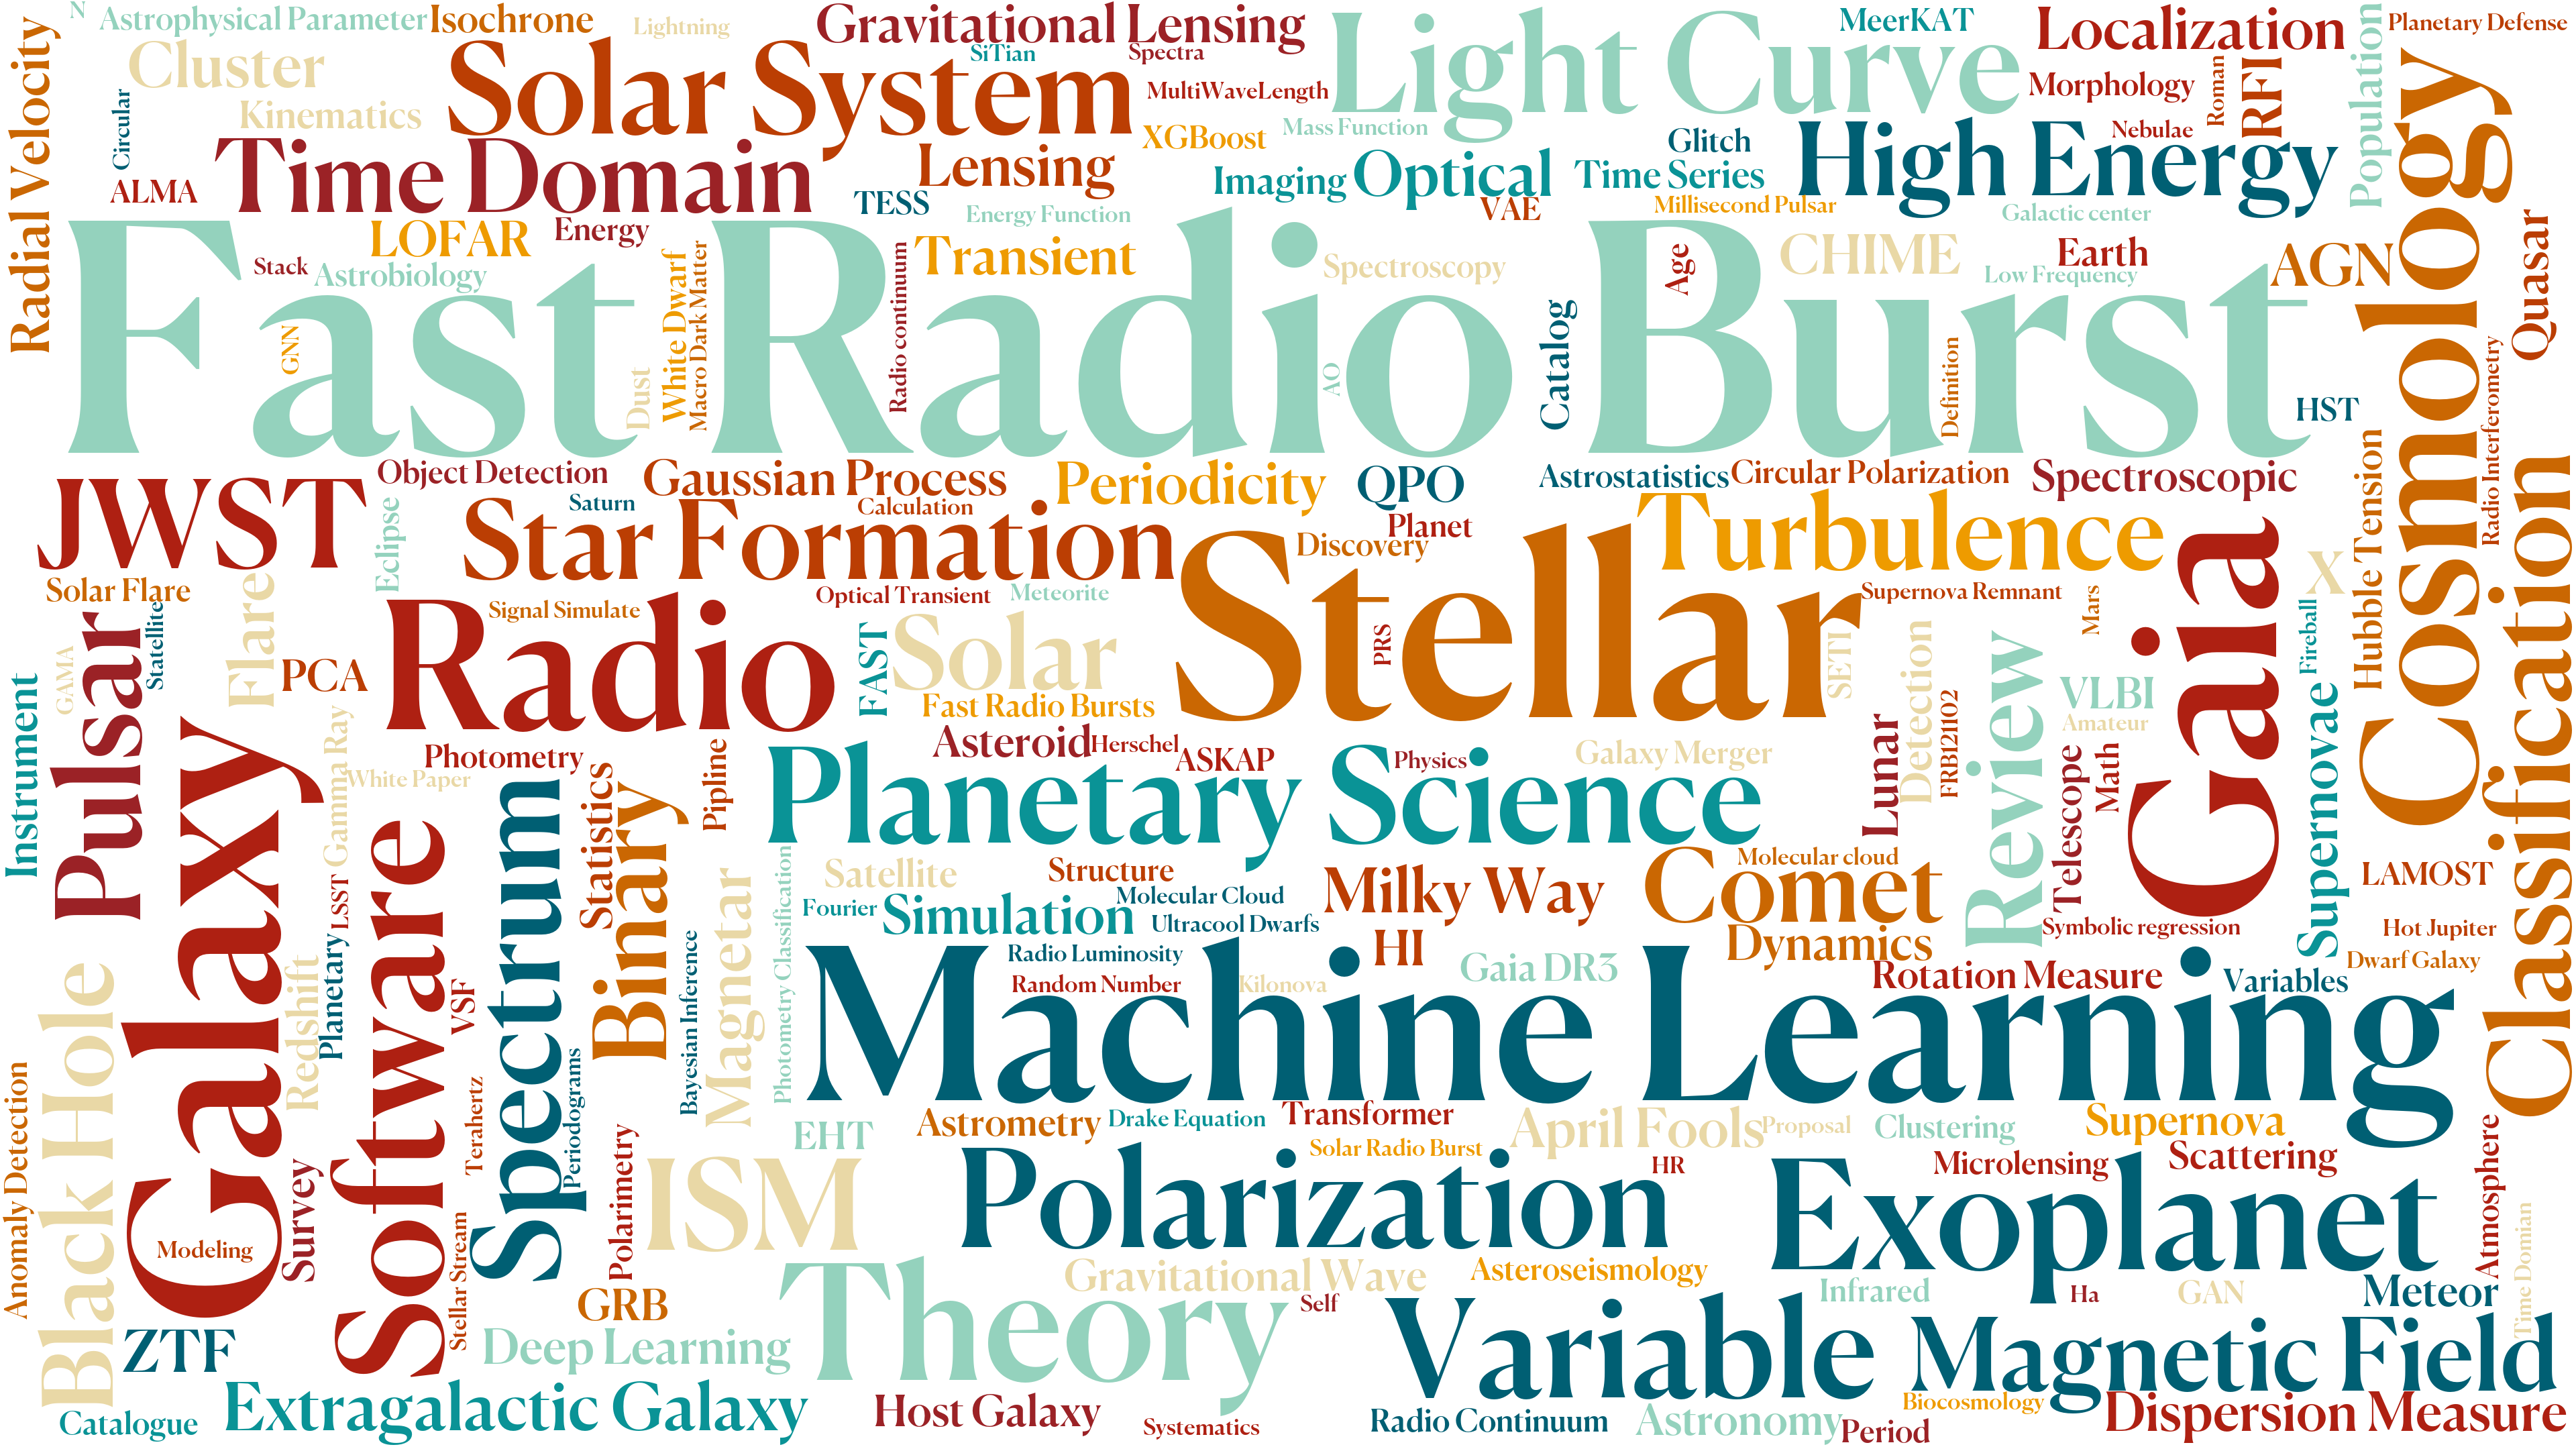 N
Astrophysical Parameter
Isochrone
Lightning
Gravitational Lensing
SiTian
Spectra
Light Curve
MeerKAT
Localization
Planetary Defense
Radial Velocity
Cluster
Solar System
MultiWaveLength
Morphology
Roman
RFI
Population
Cosmology
Circular
Kinematics
XGBoost
Mass Function
Glitch
High Energy
Nebulae
ALMA
Time Domain
TESS
Lensing
Imaging
Optical
Time Series
VAE
Millisecond Pulsar
Galactic center
Energy Function
LOFAR
Energy
Transient
Spectroscopy
Age
CHIME
Earth
Low Frequency
AGN
Quasar
Stack
Astrobiology
Fast Radio Burst
GNN
Dust
White Dwarf
Macro Dark Matter
Radio continuum
AO
Catalog
Definition
HST
Radio Interferometry
JWST
Object Detection
Saturn
Gaussian Process
Calculation
Periodicity
QPO
Planet
Astrostatistics
Circular Polarization
Spectroscopic
Hubble Tension
Classification
Eclipse
Star Formation
Discovery
Turbulence
Gaia
X
Solar Flare
Statellite
Flare
Signal Simulate
Optical Transient
Meteorite
Stellar
Supernova Remnant
Mars
Fireball
Pulsar
GAMA
PCA
Radio
FAST
Solar
PRS
SETI
Detection
Review
VLBI
Amateur
Instrument
Fast Radio Bursts
FRB121102
Lunar
Supernovae
Galaxy
Gamma Ray
Photometry
White Paper
Pipline
Asteroid
Herschel
ASKAP
Physics
Galaxy Merger
Telescope
Math
Software
Spectrum
Statistics
Binary
Planetary Science
LSST
Magnetar
Photometry Classification
Satellite
Structure
Milky Way
Comet
Molecular cloud
LAMOST
Fourier
Simulation
Molecular Cloud
Ultracool Dwarfs
HI
Dynamics
Symbolic regression
Hot Jupiter
Black Hole
Redshift
Planetary
VSF
Bayesian Inference
Radio Luminosity
Random Number
Kilonova
Gaia DR3
Rotation Measure
Variables
Dwarf Galaxy
Machine Learning
Anomaly Detection
Terahertz
Periodograms
Polarimetry
EHT
Astrometry
Drake Equation
Transformer
Solar Radio Burst
April Fools
Proposal
Clustering
Supernova
Atmosphere
Survey
ISM
Polarization
HR
Microlensing
Scattering
Exoplanet
Time Domian
Modeling
Stellar Stream
GRB
Theory
Gravitational Wave
Self
Asteroseismology
Infrared
Ha
GAN
Meteor
ZTF
Deep Learning
Variable
Magnetic Field
Catalogue
Extragalactic Galaxy
Host Galaxy
Systematics
Radio Continuum
Astronomy
Period
Biocosmology
Dispersion Measure